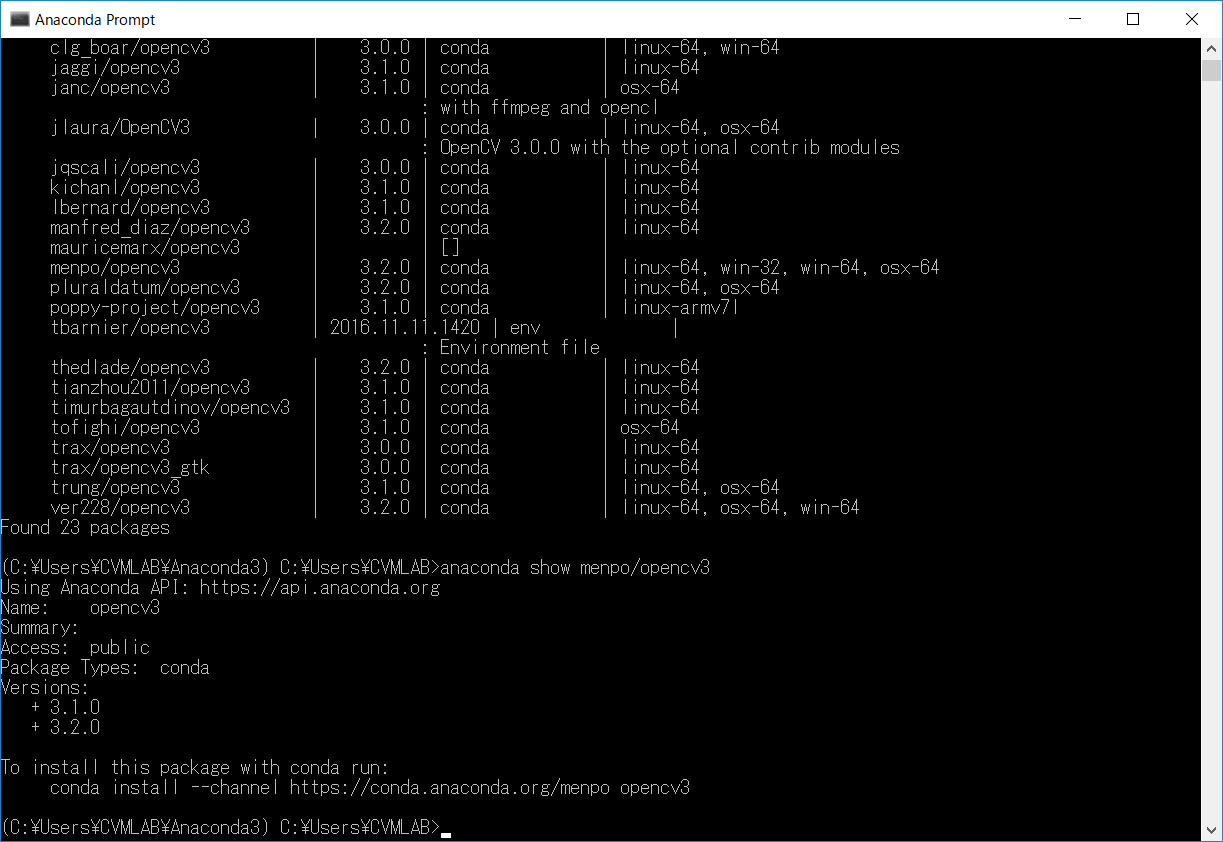 Anaconda Prompt
clg_boar/opencv3 | 3.0.0 | conda | linux-64, win-64
jaggi/opencv3 | 3.1.0 | conda | linux-64
janc/opencv3 | 3.1.0 | conda | osx-64
: with ffmpeg and opencl
jlaura/OpenCV3 | 3.0.0 | conda | linux-64, osx-64
: OpenCV 3.0.0 with the optional contrib modules
jqscali/opencv3 | 3.0.0 | conda | linux-64
kichanl/opencv3 | 3.1.0 | conda | linux-64
lbernard/opencv3 | 3.1.0 | conda | linux-64
manfred_diaz/opencv3 | 3.2.0 | conda | linux-64
mauricemarx/opencv3 | | []
menpo/opencv3 | 3.2.0 | conda | linux-64, win-32, win-64, osx-64
pluraldatum/opencv3 | 3.2.0 | conda | linux-64, osx-64
poppy-project/opencv3 | 3.1.0 | conda | linux-armv7l
tbarnier/opencv3 | 2016.11.11.1420 | env |
: Environment file
thedlade/opencv3 | 3.2.0 | conda | linux-64
tianzhou2011/opencv3 | 3.1.0 | conda | linux-64
timurbagautdinov/opencv3 | 3.1.0 | conda | linux-64
tofighi/opencv3 | 3.1.0 | conda | osx-64
trax/opencv3 | 3.0.0 | conda | linux-64
trax/opencv3_gtk | 3.0.0 | conda | linux-64
trung/opencv3 | 3.1.0 | conda | linux-64, osx-64
ver228/opencv3 | 3.2.0 | conda | linux-64, osx-64, win-64
Found 23 packages
(C:¥Users¥CVMLAB¥Anaconda3) C:¥Users¥CVMLAB>anaconda show menpo/opencv3
Using Anaconda API: https://api.anaconda.org
Name: opencv3
Summary:
Access: public
Package Types: conda
Versions:
+ 3.1.0
+ 3.2.0
To install this package with conda run:
conda install --channel https://conda.anaconda.org/menpo opencv3
(C:¥Users¥CVMLAB¥Anaconda3) C:¥Users¥CVMLAB>